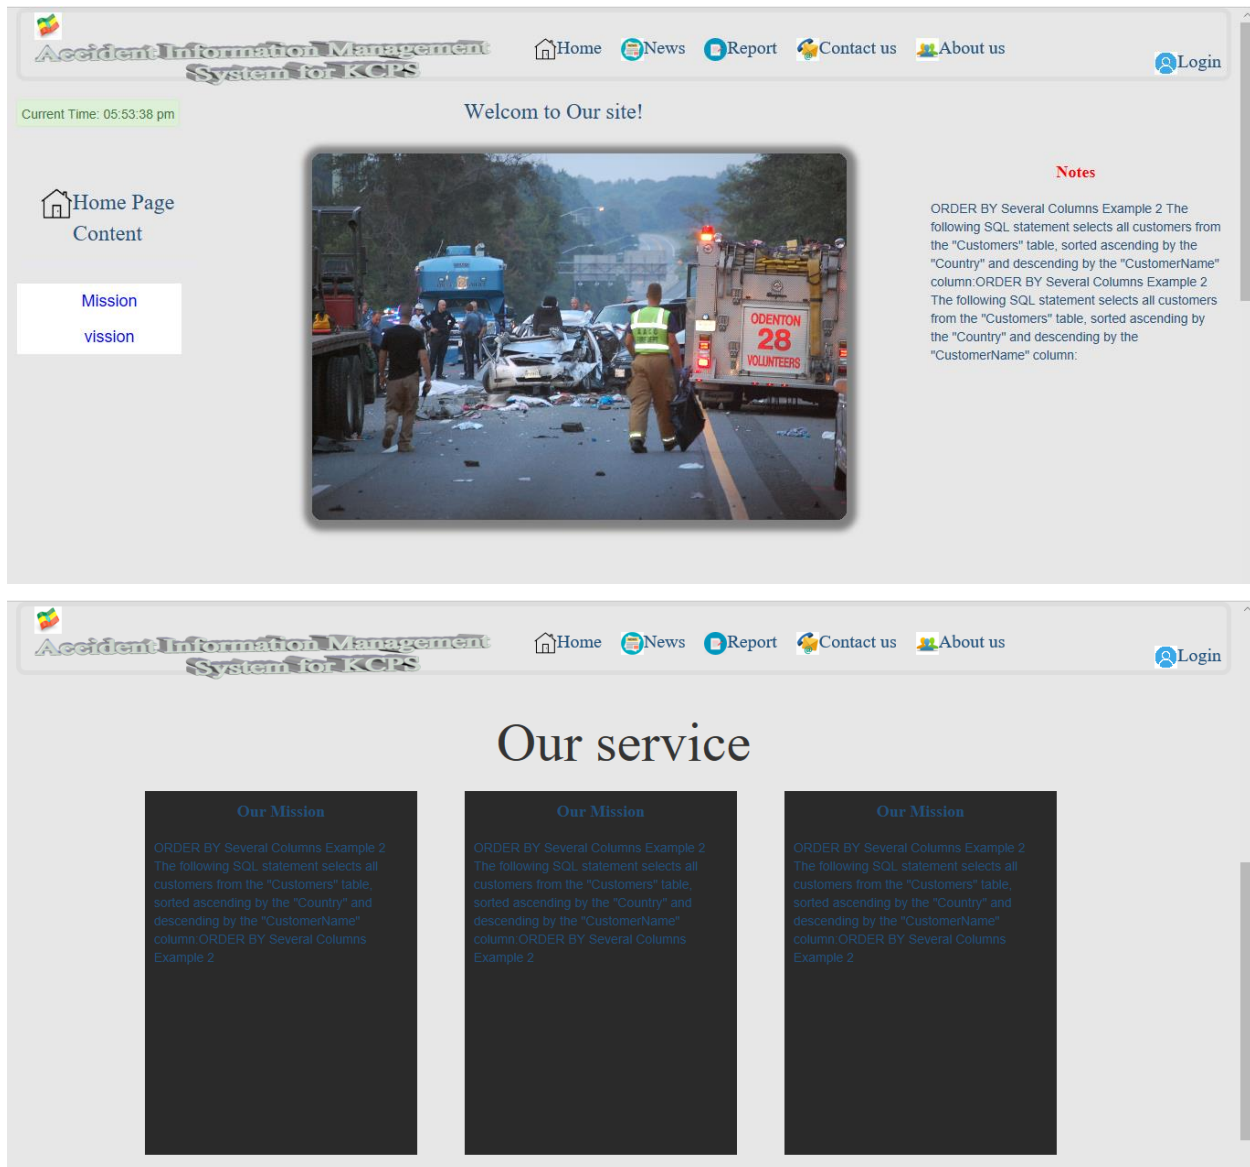 Accident Information Management
System for KCPS
Home News Report Contact us About us
Login
Current Time: 05:53:38 pm
Welcom to Our site!
Home Page
Content
Mission
vission
ODENTON
28
VOLUNTEERS
Notes
ORDER BY Several Columns Example 2 The
following SQL statement selects all customers from
the "Customers" table, sorted ascending by the
"Country" and descending by the "CustomerName"
column:ORDER BY Several Columns Example 2
The following SQL statement selects all customers
from the "Customers" table, sorted ascending by
the "Country" and descending by the
"CustomerName" column:
Accident Information Management
System for KCPS
Home News Report Contact us About us
Login
Our service
Our Mission
ORDER BY Several Columns Example 2
The following SQL statement selects all
customers from the "Customers" table,
sorted ascending by the "Country" and
descending by the "CustomerName"
column:ORDER BY Several Columns
Example 2
Our Mission
ORDER BY Several Columns Example 2
The following SQL statement selects all
customers from the "Customers" table,
sorted ascending by the "Country" and
descending by the "CustomerName"
column:ORDER BY Several Columns
Example 2
Our Mission
ORDER BY Several Columns Example 2
The following SQL statement selects all
customers from the "Customers" table,
sorted ascending by the "Country" and
descending by the "CustomerName"
column:ORDER BY Several Columns
Example 2